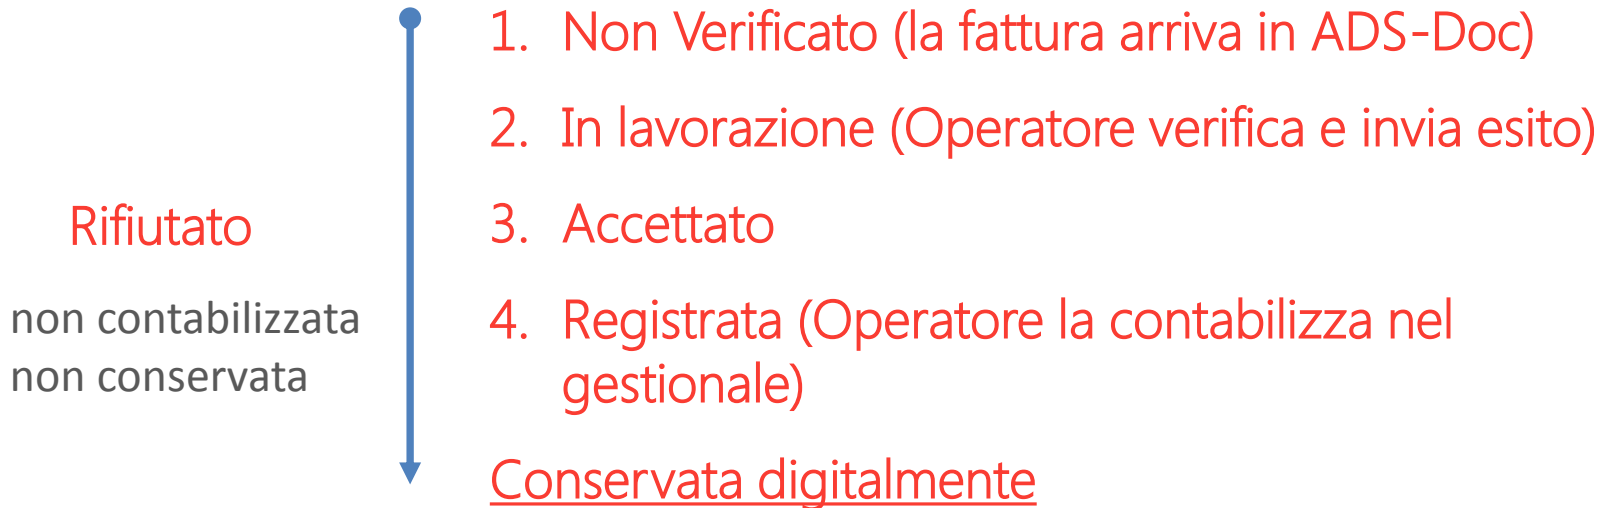 1. Non Verificato (la fattura arriva in ADS-Doc)
2. In lavorazione (Operatore verifica e invia esito)
Rifiutato
3. Accettato
non contabilizzata
non conservata
4. Registrata (Operatore la contabilizza nel
gestionale)
Conservata digitalmente